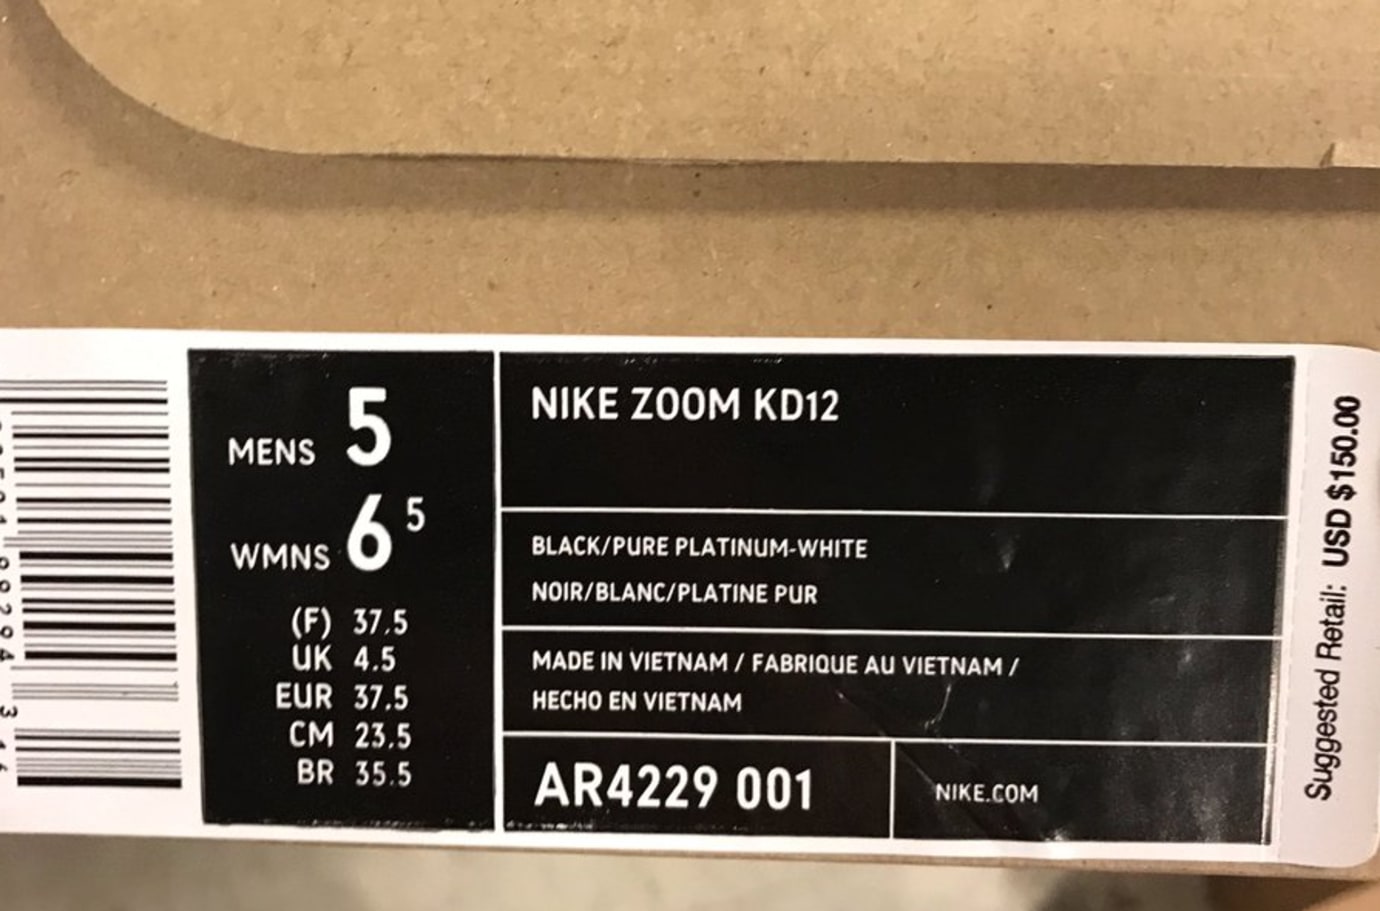 MENS 5
WMNS 6 5
(F) 37.5
UK 4.5
EUR 37.5
CM 23.5
BR 35.5
NIKE ZOOM KD12
BLACK/PURE PLATINUM-WHITE
NOIR/BLANC/PLATINE PUR
MADE IN VIETNAM / FABRIQUE AU VIETNAM /
HECHO EN VIETNAM
AR4229 001
NIKE.COM
Suggested Retail: USD $150.00